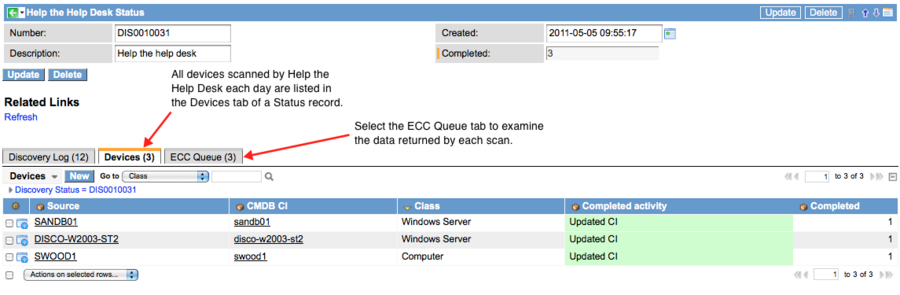 Help the Help Desk Status
Update Delete
Number: DIS0010031 Created: 2011-05-05 09:55:17
Description: Help the help desk Completed: 3
Update Delete
All devices scanned by Help the
Help Desk each day are listed in
the Devices tab of a Status record.
Related Links
Refresh
Select the ECC Queue tab to examine
the data returned by each scan.
Discovery Log (12) Devices (3) ECC Queue (3)
Devices New Go to Class 1 to 3 of 3
Discovery Status = DIS0010031
Source CMDB CI Class Completed activity Completed
SANDB01 sandb01 Windows Server Updated CI 1
DISCO-W2003-ST2 disco-w2003-st2 Windows Server Updated CI 1
SWOOD1 swood1 Computer Updated CI 1
Actions on selected rows... 1 to 3 of 3